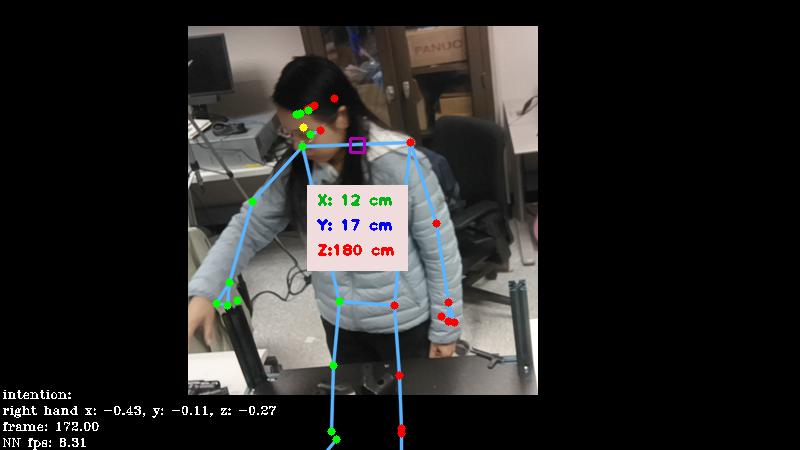 FANUC
X: 12 cm
Y: 17 cm
Z:180 cm
intention:
right hand x: −0.43, y: −0.11, z: −0.27
frame: 172.00
NN fps: 8.31